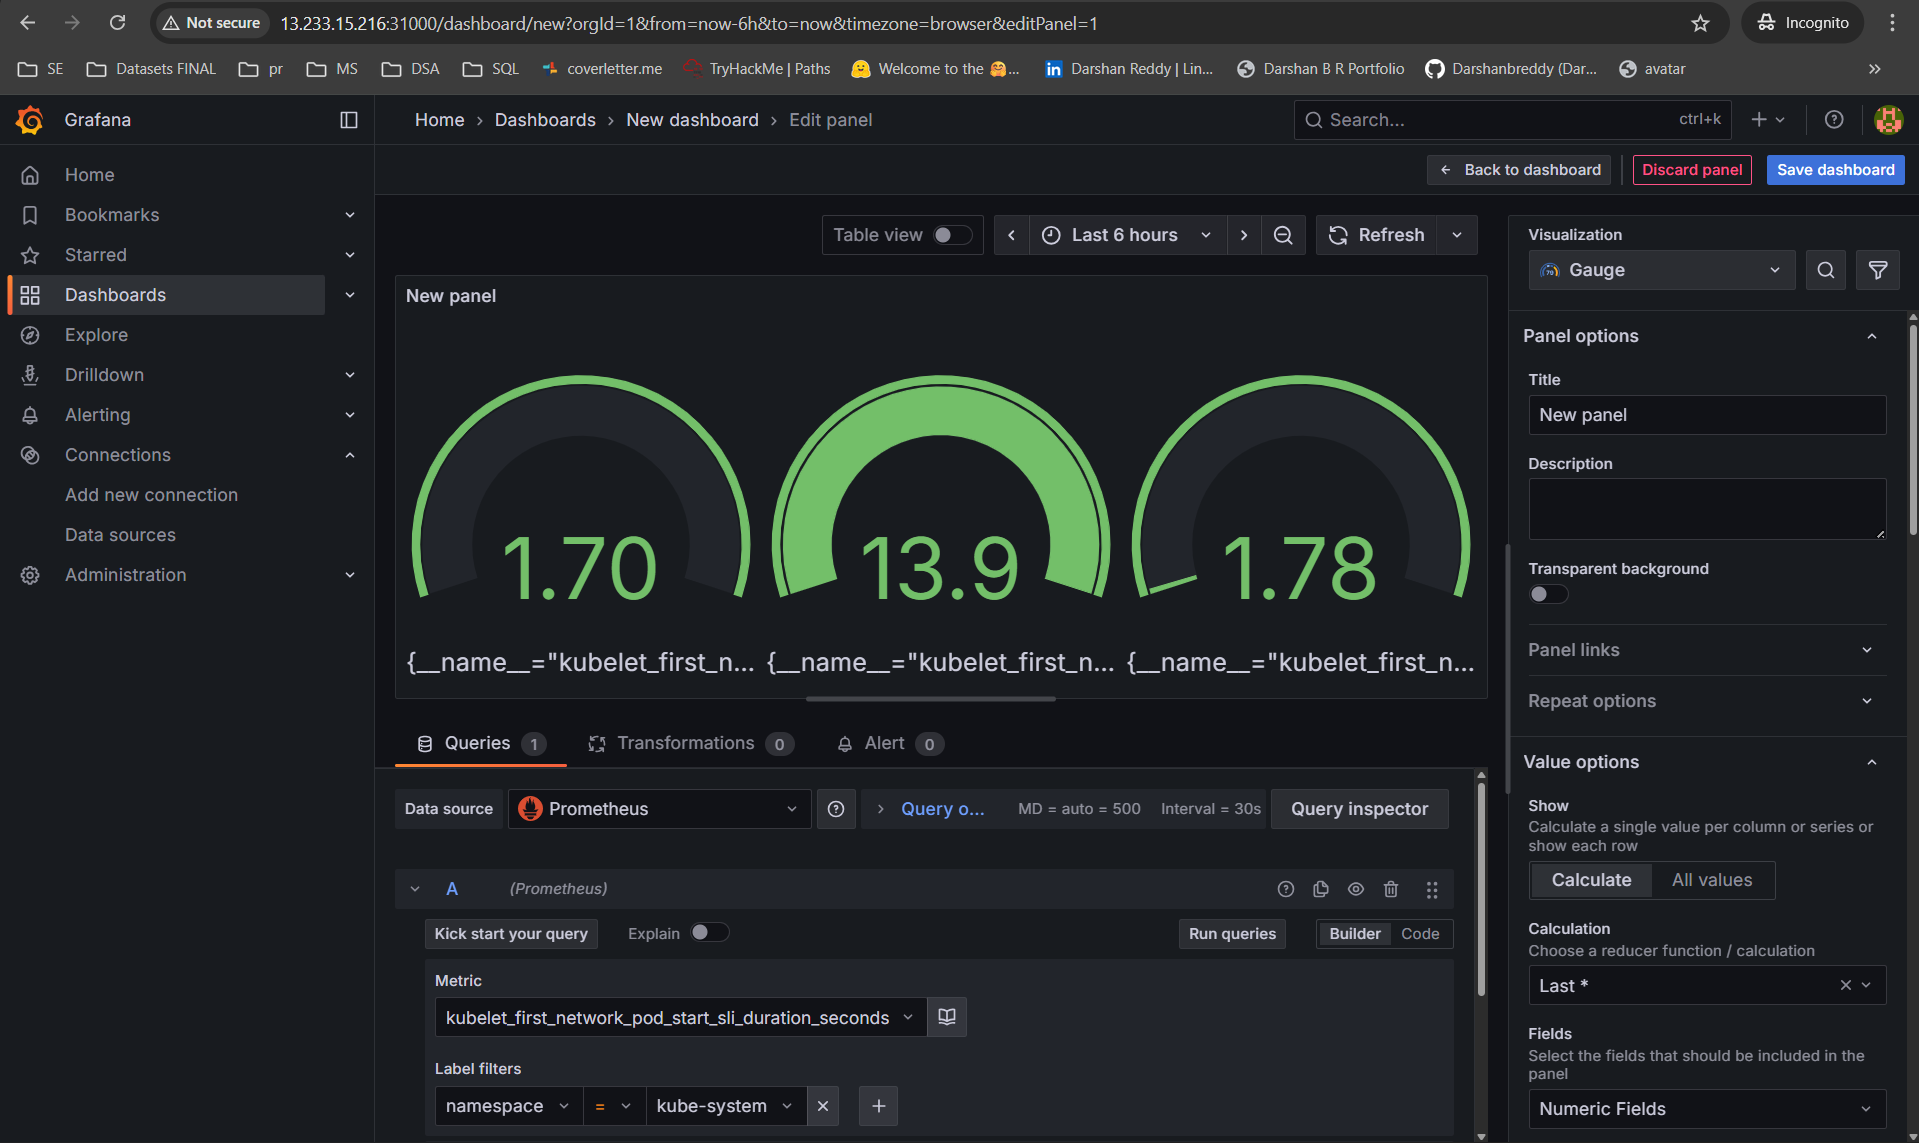 Not secure 13.233.15.216:31000/dashboard/new?orgId=1&from=now-6h&to=now&timezone=browser&editPanel=1 Incognito
SE Datasets FINAL pr MS DSA SQL coverletter.me TryHackMe | Paths Welcome to the 🤗... Darshan Reddy | Lin... Darshan B R Portfolio Darshanbreddy (Dar... avatar »
Grafana
Home › Dashboards › New dashboard › Edit panel
Search... ctrl+k
Back to dashboard Discard panel Save dashboard
Home
Bookmarks
Starred
Dashboards
Explore
Drilldown
Alerting
Connections
Add new connection
Data sources
Administration
Table view Last 6 hours Refresh
New panel
1.70 13.9 1.78
{__name__="kubelet_first_n... {__name__="kubelet_first_n... {__name__="kubelet_first_n...
Queries 1 Transformations 0 Alert 0
Data source Prometheus Query o... MD = auto = 500 Interval = 30s Query inspector
A (Prometheus)
Kick start your query Explain Run queries Builder Code
Metric
kubelet_first_network_pod_start_sli_duration_seconds
Label filters
namespace = kube-system
Visualization
70 Gauge
Panel options
Title
New panel
Description
Transparent background
Panel links
Repeat options
Value options
Show
Calculate a single value per column or series or
show each row
Calculate All values
Calculation
Choose a reducer function / calculation
Last *
Fields
Select the fields that should be included in the
panel
Numeric Fields